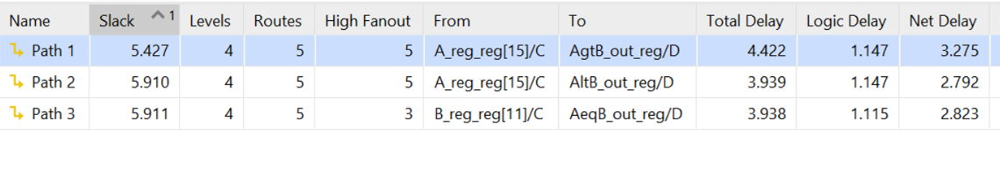 Name Slack 1 Levels Routes High Fanout From To Total Delay Logic Delay Net Delay
Path 1 5.427 4 5 5 A_reg_reg[15]/C AgtB_out_reg/D 4.422 1.147 3.275
Path 2 5.910 4 5 5 A_reg_reg[15]/C AltB_out_reg/D 3.939 1.147 2.792
Path 3 5.911 4 5 3 B_reg_reg[11]/C AeqB_out_reg/D 3.938 1.115 2.823